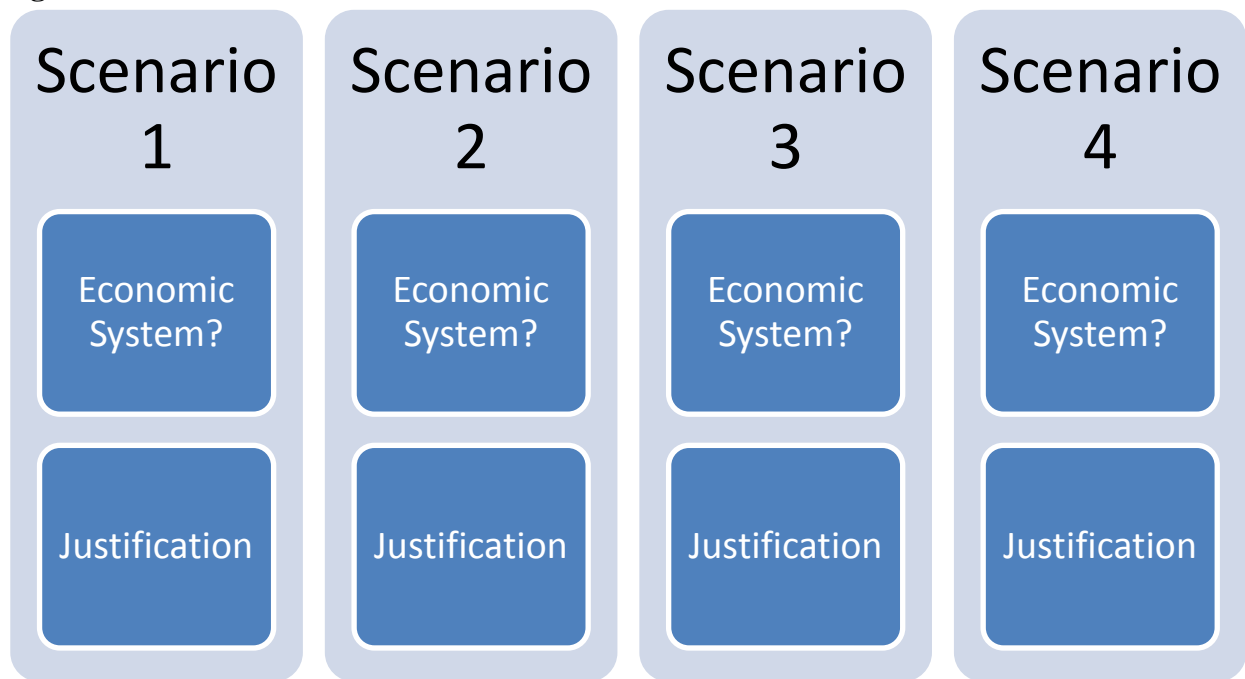 Scenario
1
Economic
System?
Justification
Scenario
2
Economic
System?
Justification
Scenario
3
Economic
System?
Justification
Scenario
4
Economic
System?
Justification